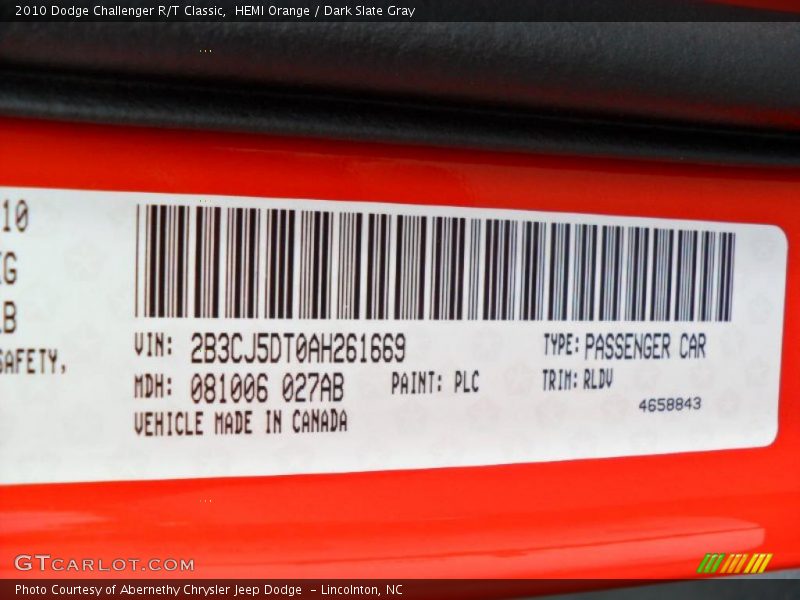 2010 Dodge Challenger R/T Classic,  HEMI Orange / Dark Slate Gray
10
KG
LB
SAFETY,
VIN: 2B3CJ5DT0AH261669
TYPE: PASSENGER CAR
MDH: 081006 027AB
PAINT: PLC
TRIM: RLDV
VEHICLE MADE IN CANADA
4658843
GTCARLOT.COM
Photo Courtesy of Abernethy Chrysler Jeep Dodge  – Lincolnton, NC